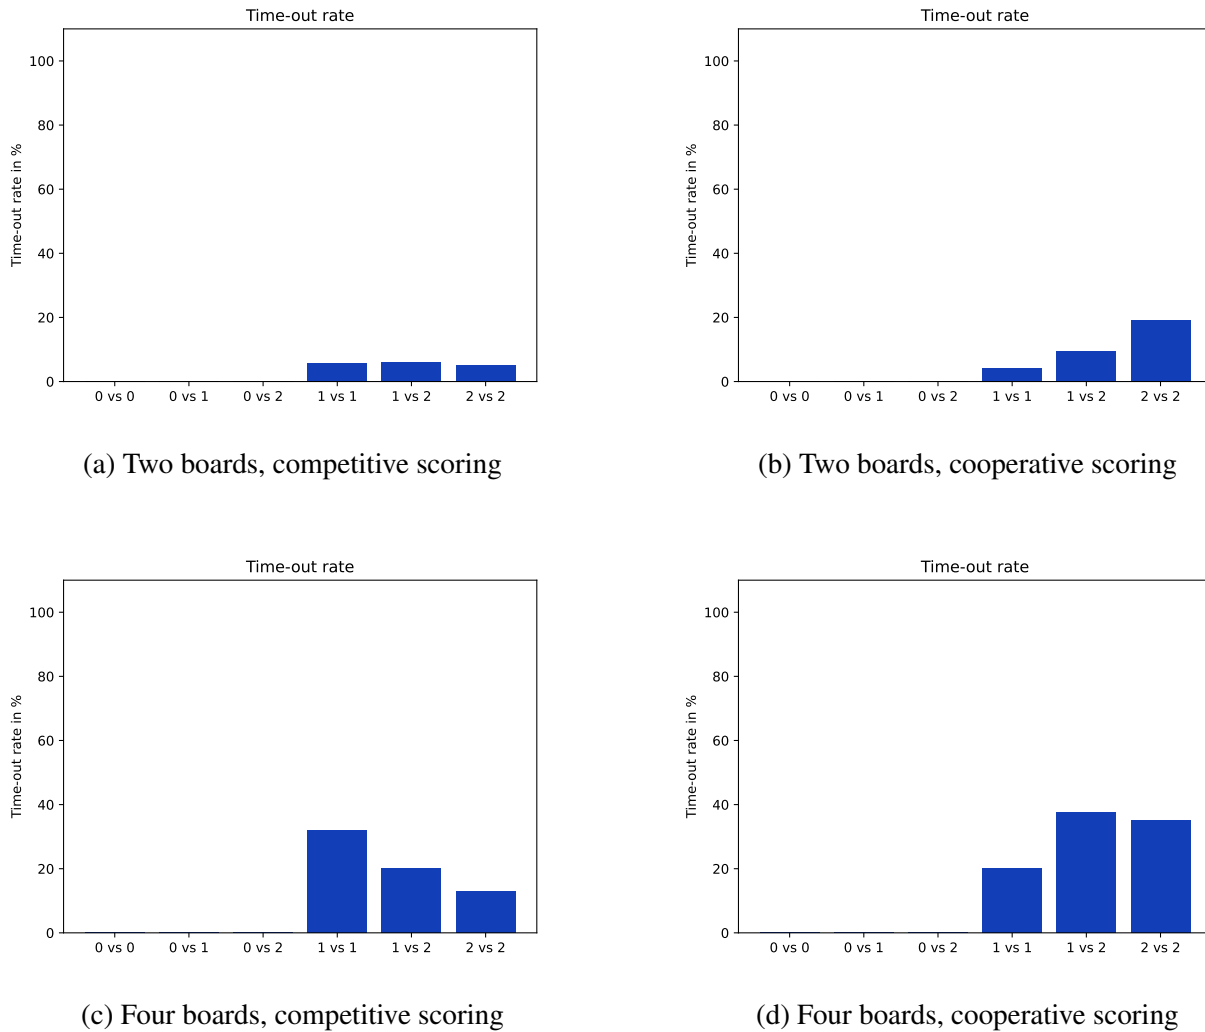 Time-out rate
Time-out rate in %
100
80
60
40
20
0
0 vs 0 0 vs 1 0 vs 2 1 vs 1 1 vs 2 2 vs 2
(a) Two boards, competitive scoring
Time-out rate
Time-out rate in %
100
80
60
40
20
0
0 vs 0 0 vs 1 0 vs 2 1 vs 1 1 vs 2 2 vs 2
(b) Two boards, cooperative scoring
Time-out rate
Time-out rate in %
100
80
60
40
20
0
0 vs 0 0 vs 1 0 vs 2 1 vs 1 1 vs 2 2 vs 2
(c) Four boards, competitive scoring
Time-out rate
Time-out rate in %
100
80
60
40
20
0
0 vs 0 0 vs 1 0 vs 2 1 vs 1 1 vs 2 2 vs 2
(d) Four boards, cooperative scoring